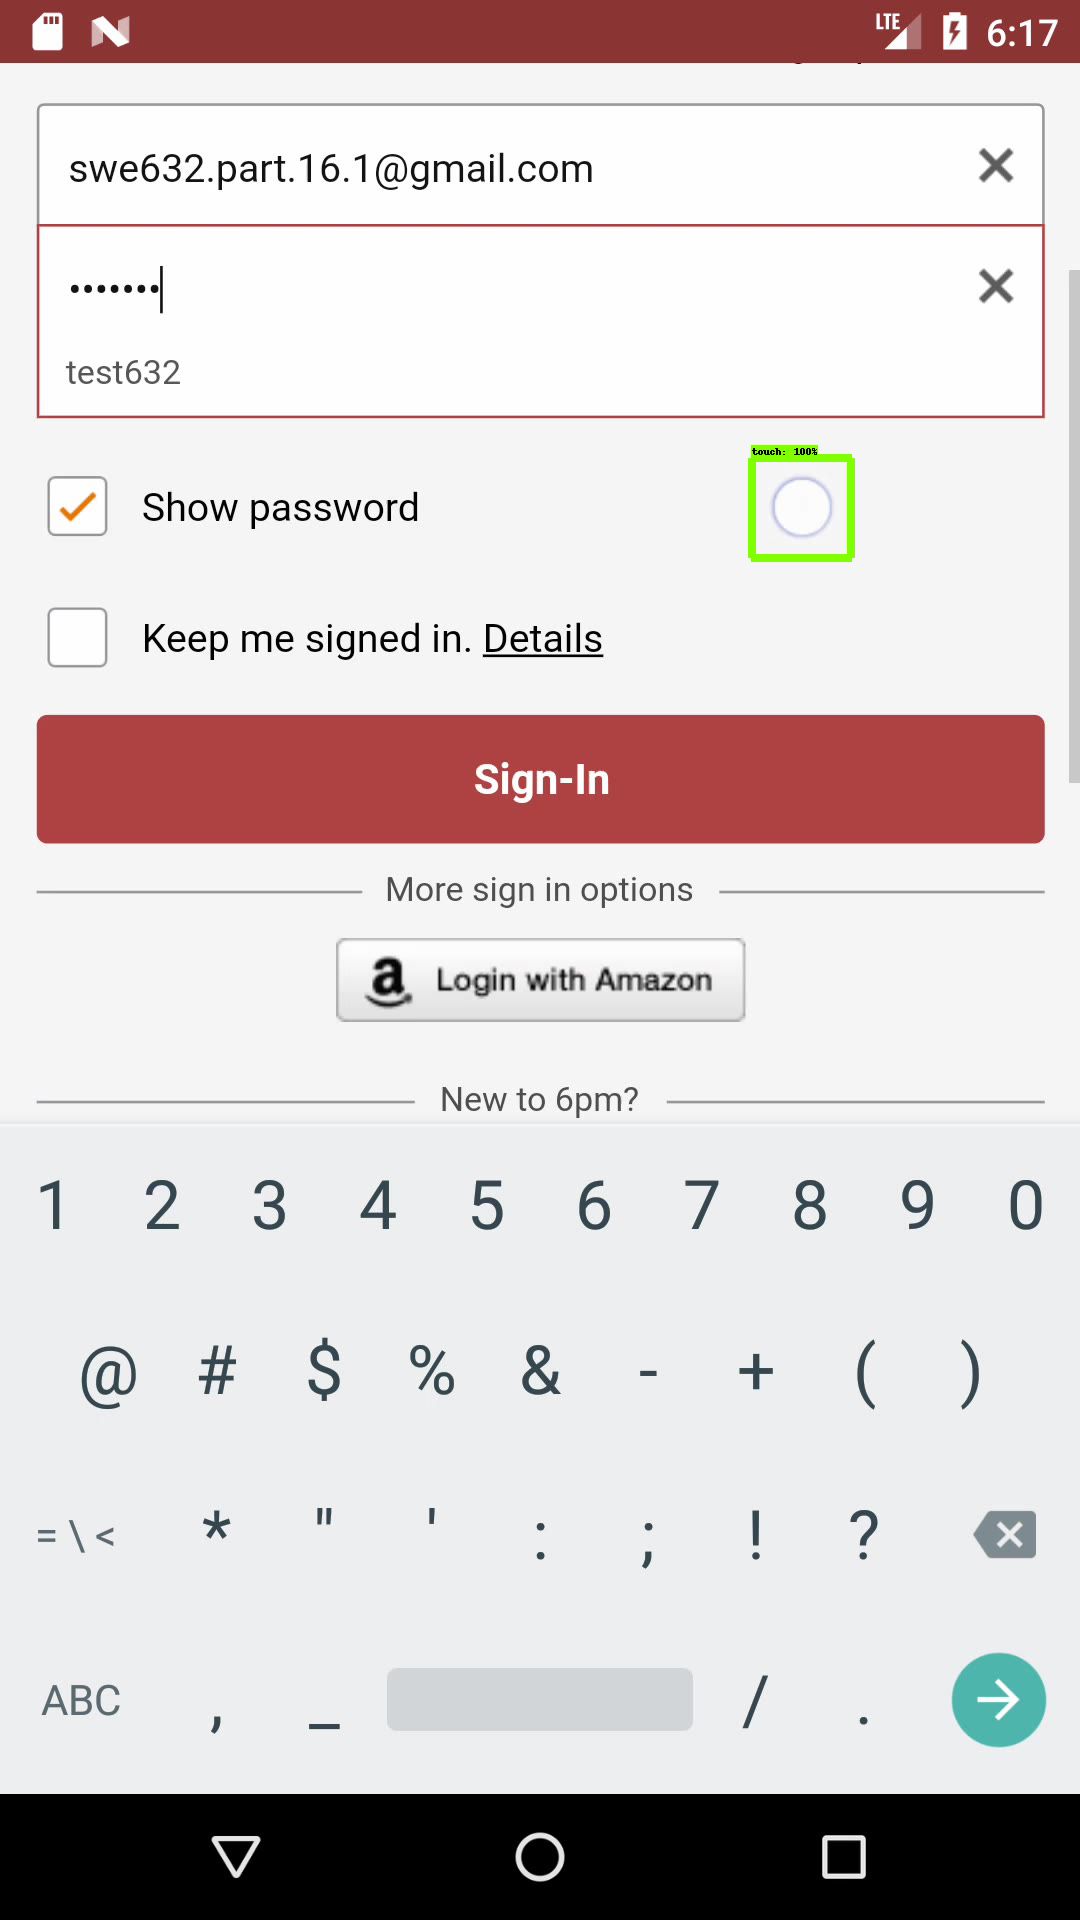 LTE 6:17
swe632.part.16.1@gmail.com
•••••••
test632
touch: 100%
Show password
Keep me signed in. Details
Sign-In
More sign in options
a Login with Amazon
New to 6pm?
1 2 3 4 5 6 7 8 9 0
@ # $ % & - + ( )
= \ < * " ' : ; ! ?
ABC , _ / .